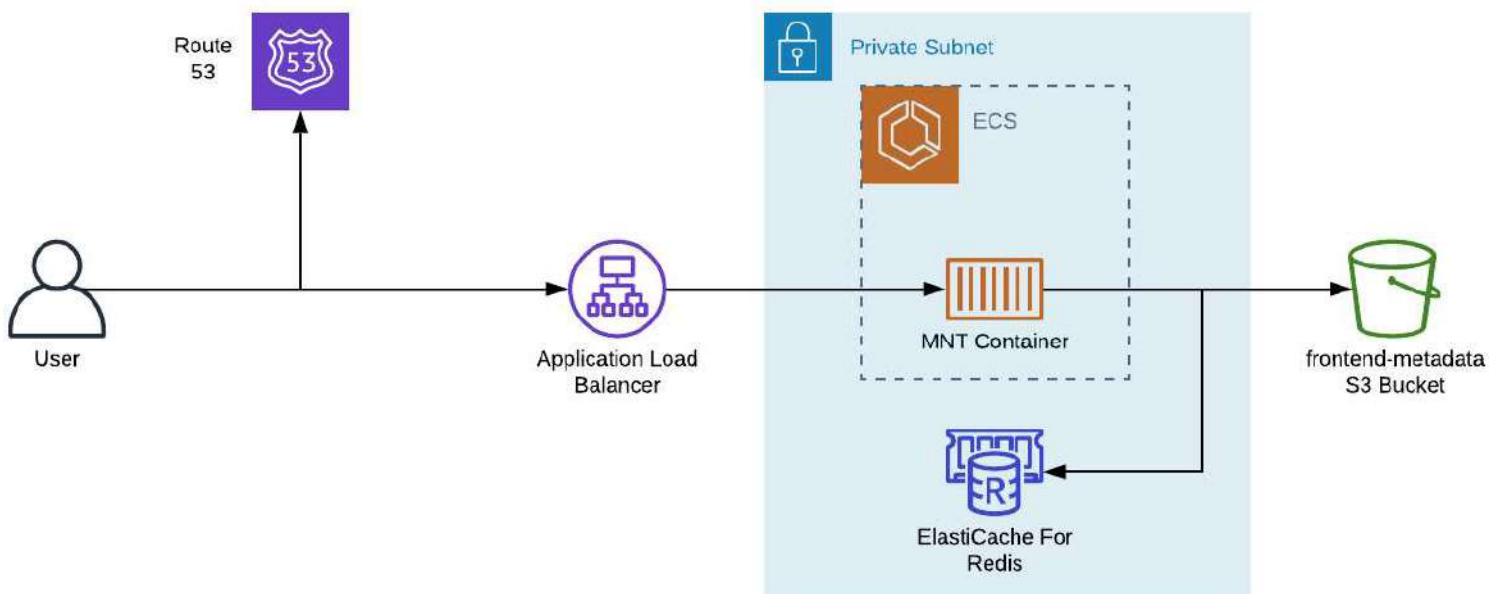 Route
53
53
Private Subnet
ECS
User
Application Load
Balancer
MNT Container
frontend-metadata
S3 Bucket
R
ElastiCache For
Redis